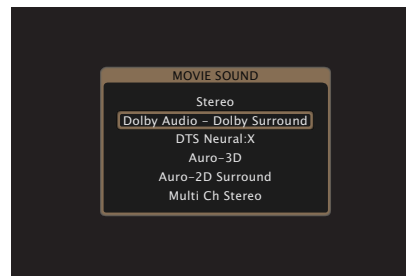 MOVIE SOUND
Stereo
Dolby Audio – Dolby Surround
DTS Neural:X
Auro–3D
Auro–2D Surround
Multi Ch Stereo